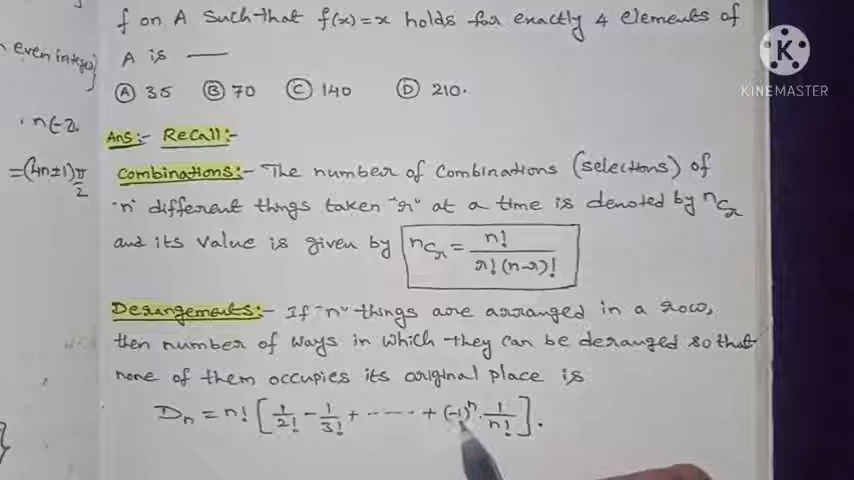 f on A such that f(x)=x holds for exactly 4 elements of
A is —
Ⓐ 35 Ⓑ 70 Ⓒ 140 Ⓓ 210.
even integer}
n∈z.
=(4n±1)π/2
Ans:- Recall:-
Combinations:- The number of combinations (selections) of
"n" different things taken "r" at a time is denoted by nCr
and its value is given by nCr = n!/r!(n-r)!
Derangements:- If "n" things are arranged in a row,
then number of ways in which they can be deranged so that
none of them occupies its original place is
Dn = n! [1/2! - 1/3! + ------ + (-1)^n . 1/n!].
K
KINEMASTER